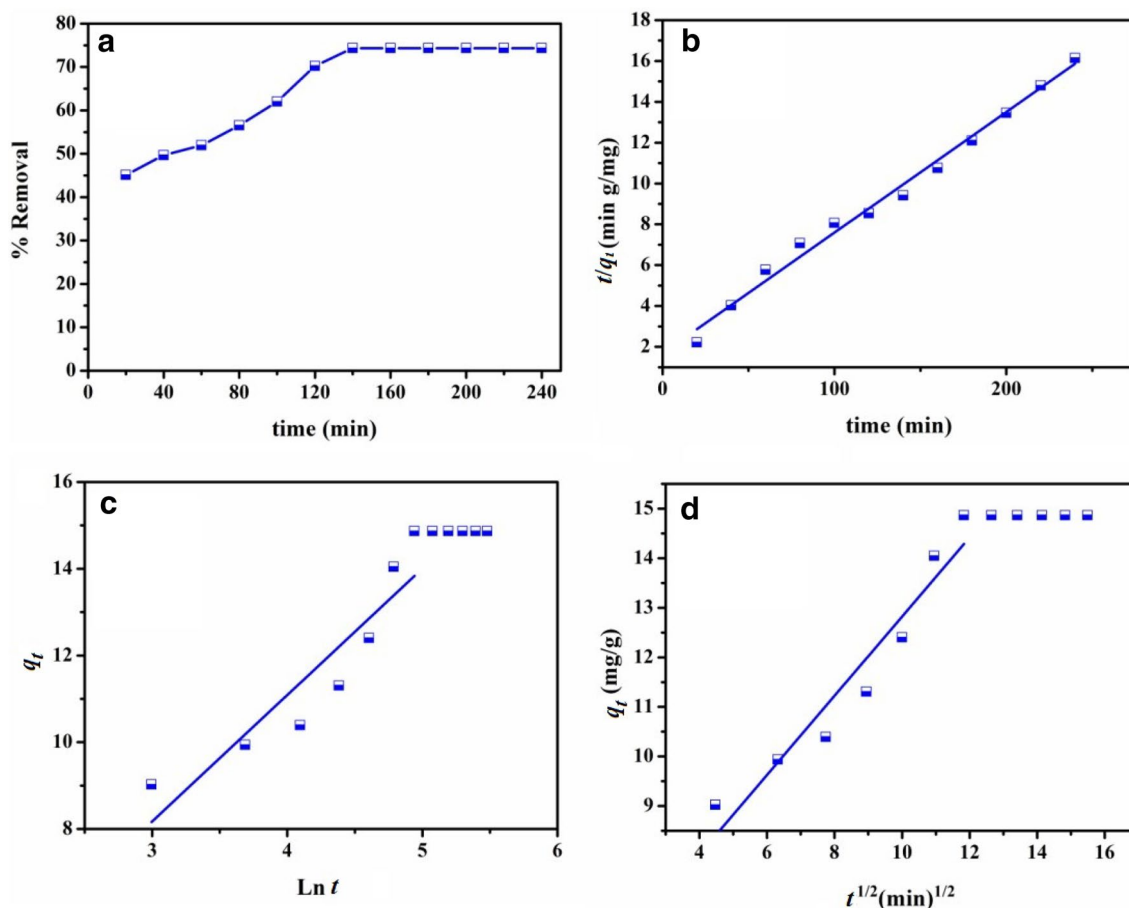 a
80
70
60
50
40
30
20
10
0
% Removal
0 40 80 120 160 200 240
time (min)
b
18
16
14
12
10
8
6
4
2
t/qₜ (min g/mg)
100 200
time (min)
c
16
14
12
10
8
qₜ
3 4 5 6
Ln t
d
15
14
13
12
11
10
9
qₜ (mg/g)
4 6 8 10 12 14 16
t¹/²(min)¹/²